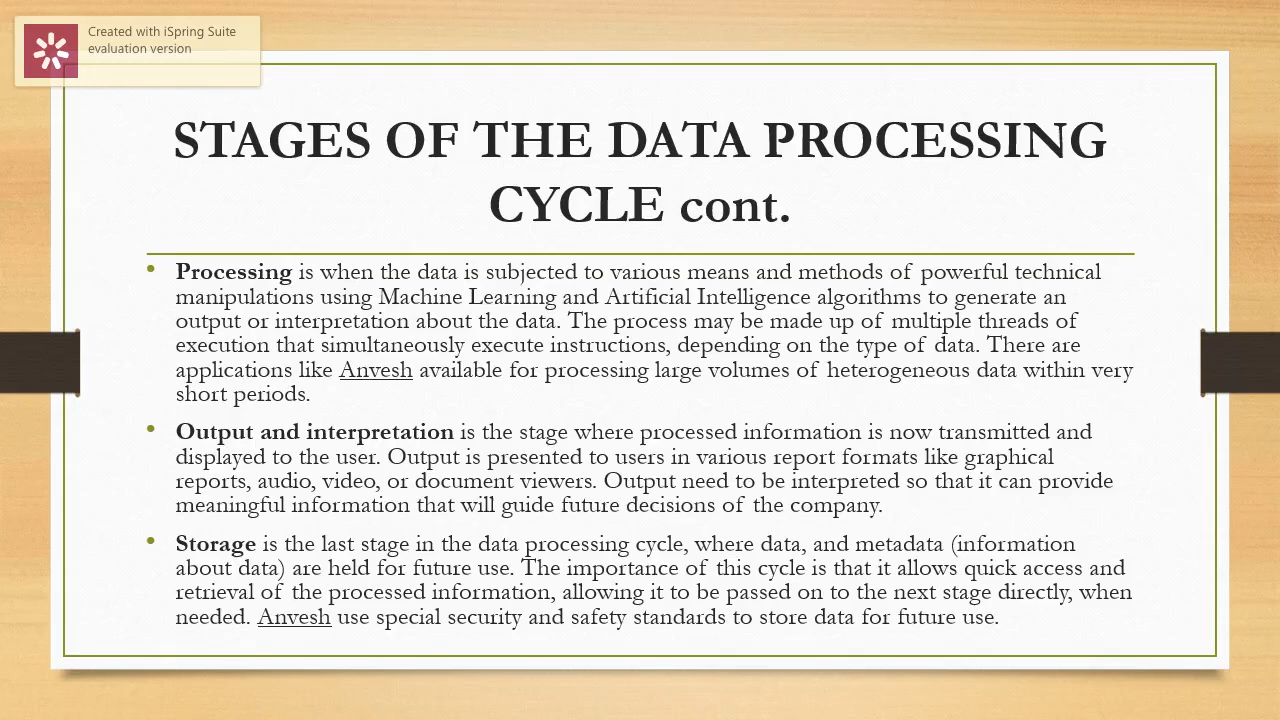 Created with iSpring Suite
evaluation version
STAGES OF THE DATA PROCESSING
CYCLE cont.
• Processing is when the data is subjected to various means and methods of powerful technical
manipulations using Machine Learning and Artificial Intelligence algorithms to generate an
output or interpretation about the data. The process may be made up of multiple threads of
execution that simultaneously execute instructions, depending on the type of data. There are
applications like Anvesh available for processing large volumes of heterogeneous data within very
short periods.
• Output and interpretation is the stage where processed information is now transmitted and
displayed to the user. Output is presented to users in various report formats like graphical
reports, audio, video, or document viewers. Output need to be interpreted so that it can provide
meaningful information that will guide future decisions of the company.
• Storage is the last stage in the data processing cycle, where data, and metadata (information
about data) are held for future use. The importance of this cycle is that it allows quick access and
retrieval of the processed information, allowing it to be passed on to the next stage directly, when
needed. Anvesh use special security and safety standards to store data for future use.